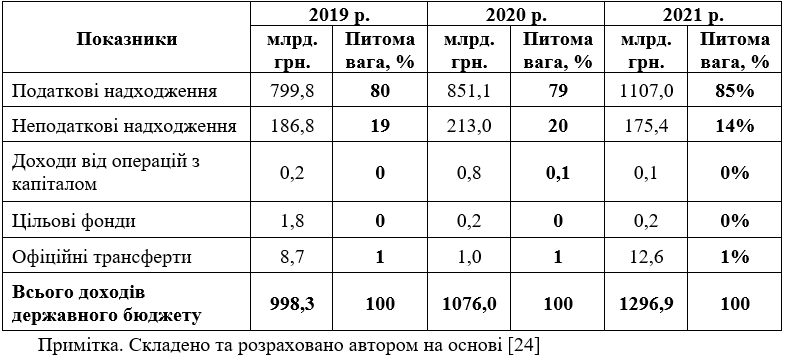 Показники 2019 р. 2020 р. 2021 р.
млрд. грн. Питома вага, % млрд. грн. Питома вага, % млрд. грн. Питома вага, %
Податкові надходження 799,8 80 851,1 79 1107,0 85%
Неподаткові надходження 186,8 19 213,0 20 175,4 14%
Доходи від операцій з капіталом 0,2 0 0,8 0,1 0,1 0%
Цільові фонди 1,8 0 0,2 0 0,2 0%
Офіційні трансферти 8,7 1 1,0 1 12,6 1%
Всього доходів державного бюджету 998,3 100 1076,0 100 1296,9 100
Примітка. Складено та розраховано автором на основі [24]